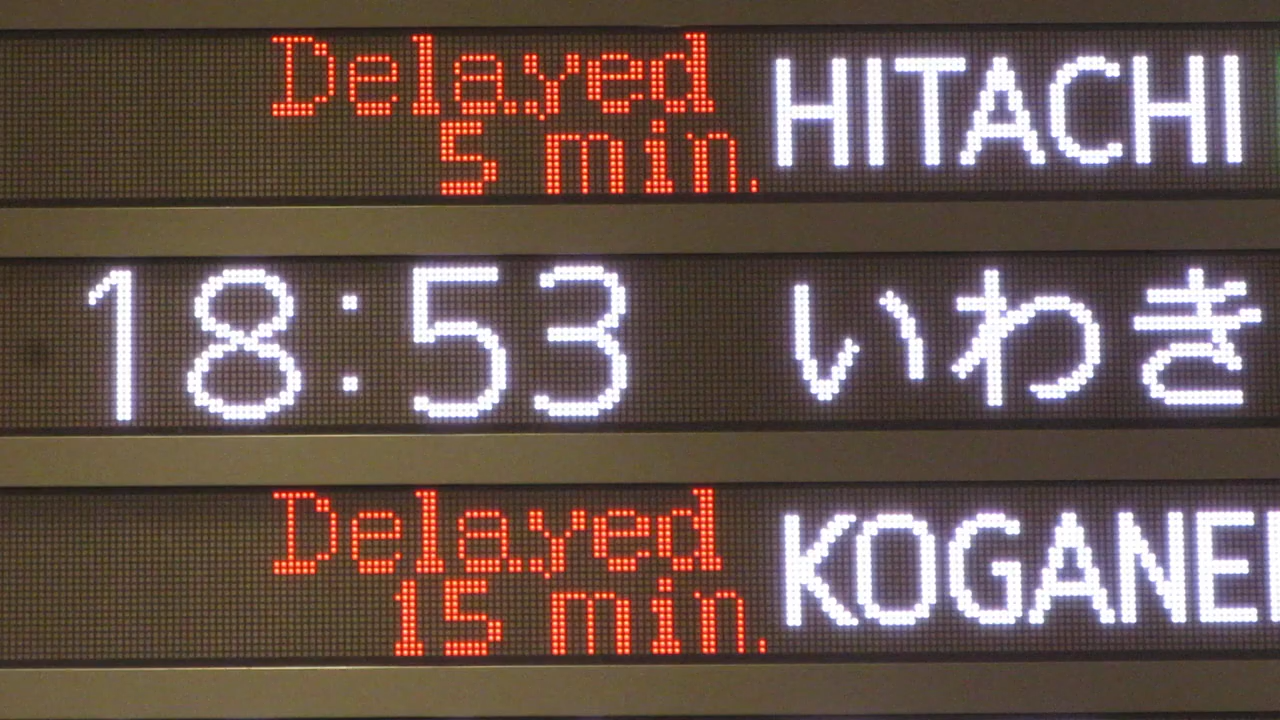 Delayed HITACHI
5 min.
18:53 いわき
Delayed KOGANE
15 min.